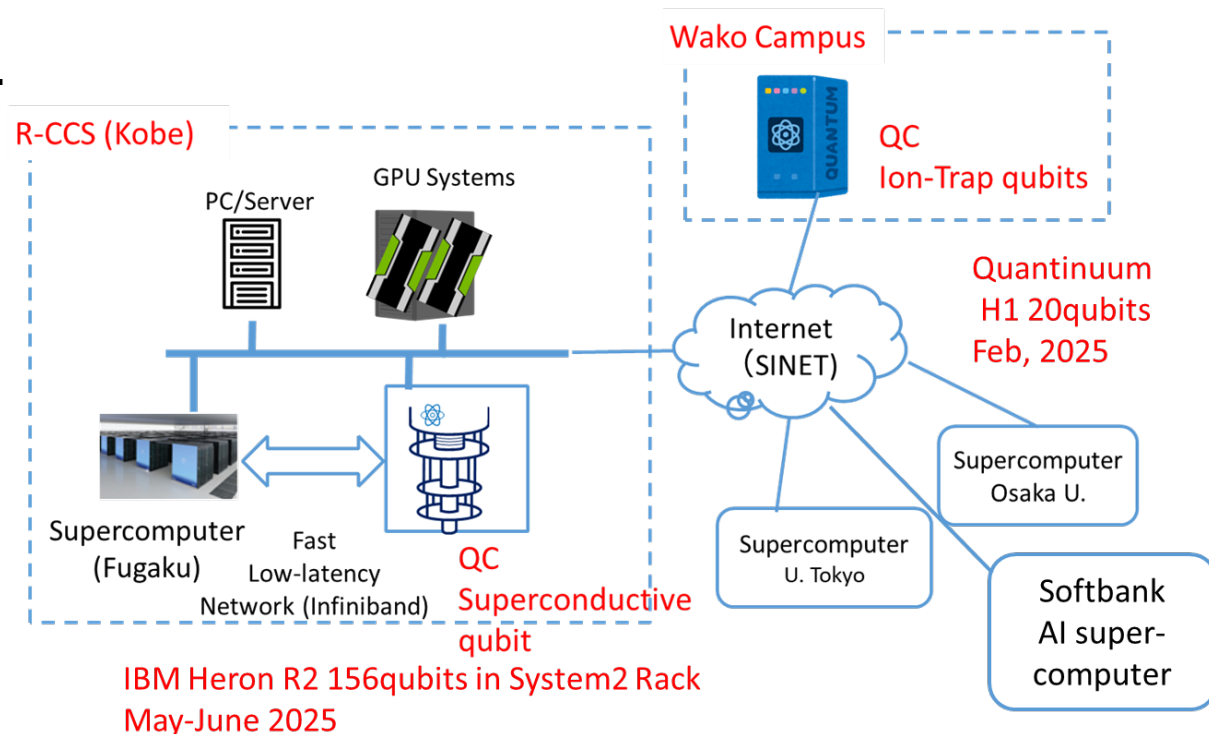 Wako Campus
QUANTUM
QC
Ion-Trap qubits
R-CCS (Kobe)
PC/Server
GPU Systems
Quantinuum
H1 20qubits
Feb, 2025
Internet
（SINET)
Supercomputer
(Fugaku)
Fast
Low-latency
Network (Infiniband)
QC
Superconductive
qubit
IBM Heron R2 156qubits in System2 Rack
May-June 2025
Supercomputer
Osaka U.
Supercomputer
U. Tokyo
Softbank
AI super-
computer